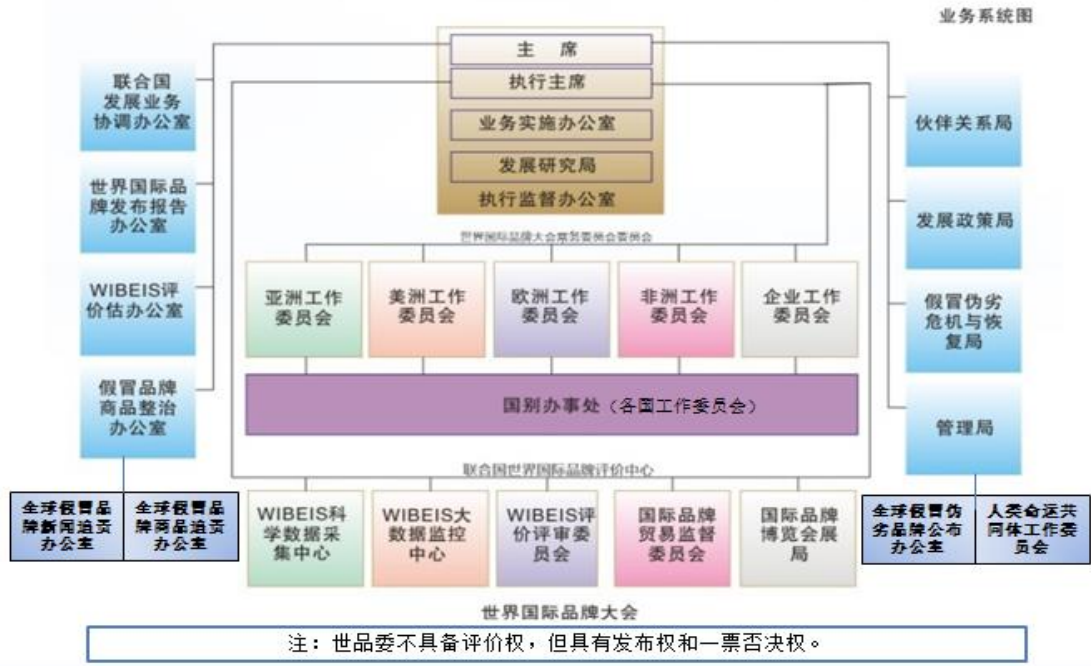 业务系统图
主 席
执行主席
业务实施办公室
发展研究局
执行监督办公室
联合国
发展业务
协调办公室
世界国际品
牌发布报告
办公室
WIBEIS评
价估办公室
假冒品牌
商品整治
办公室
全球假冒品
牌新闻追责
办公室
全球假冒品
牌商品追责
办公室
伙伴关系局
发展政策局
假冒伪劣
危机与恢
复局
管理局
全球假冒伪
劣品牌公布
办公室
人类命运共
同体工作委
员会
世界国际品牌大会常务委员会委员会
亚洲工作
委员会
美洲工作
委员会
欧洲工作
委员会
非洲工作
委员会
企业工作
委员会
国别办事处（各国工作委员会）
联合国世界国际品牌评价中心
WIBEIS科
学数据采
集中心
WIBEIS大
数据监控
中心
WIBEIS评
价评审委
员会
国际品牌
贸易监督
委员会
国际品牌
博览会展
局
世界国际品牌大会
注：世品委不具备评价权，但具有发布权和一票否决权。